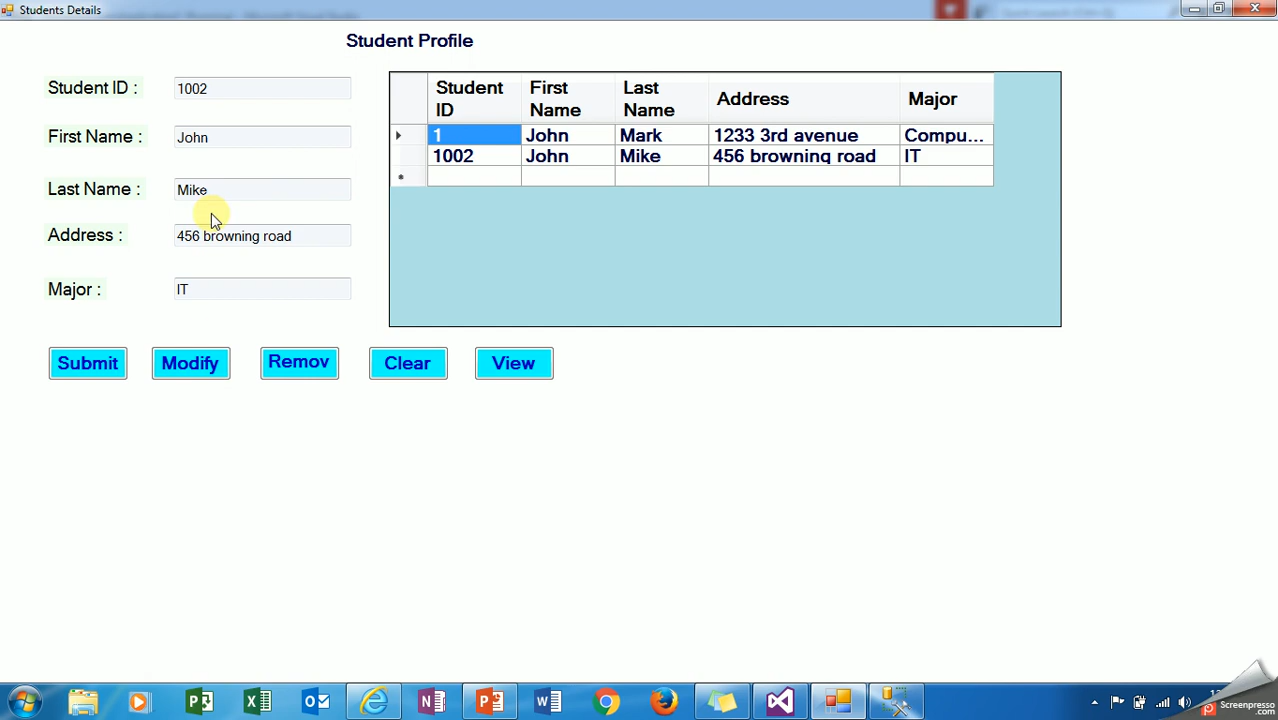 Students Details
Student Profile
Student ID : 1002
First Name : John
Last Name : Mike
Address : 456 browning road
Major : IT
Student ID First Name Last Name Address Major
1 John Mark 1233 3rd avenue Compu...
1002 John Mike 456 browning road IT
*
Submit Modify Remov Clear View
Screenpresso
.com